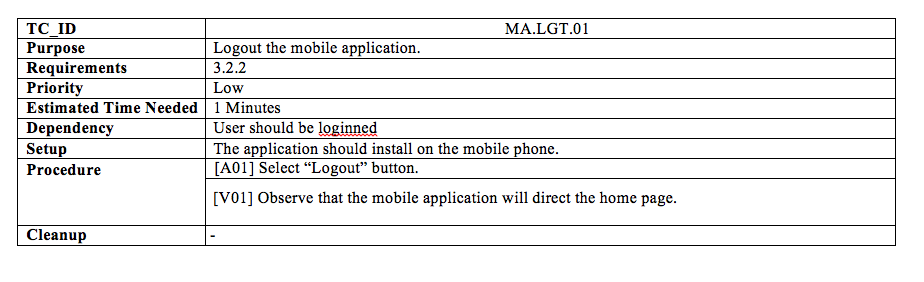 TC_ID MA.LGT.01
Purpose Logout the mobile application.
Requirements 3.2.2
Priority Low
Estimated Time Needed 1 Minutes
Dependency User should be loginned
Setup The application should install on the mobile phone.
Procedure [A01] Select “Logout” button.
[V01] Observe that the mobile application will direct the home page.
Cleanup -